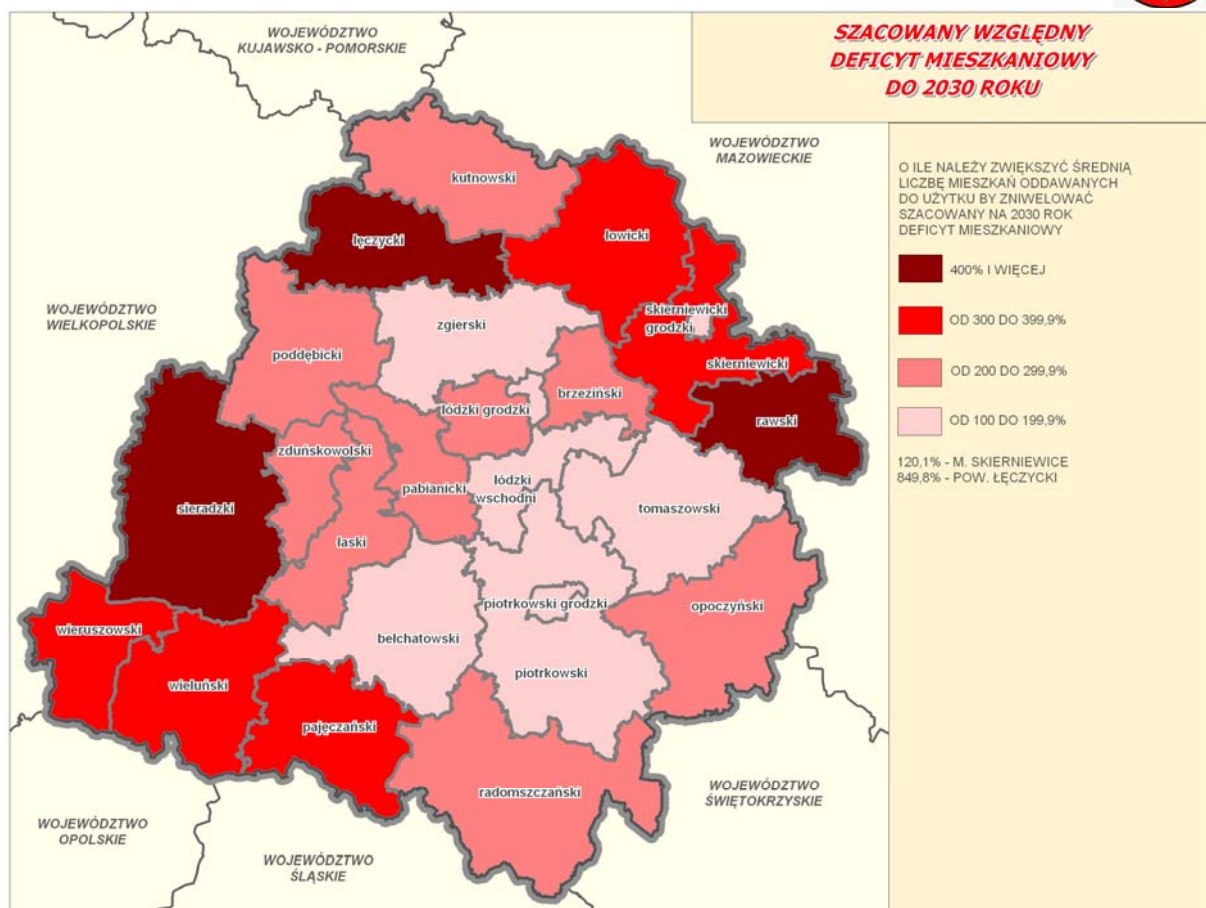 SZACOWANY WZGLĘDNY
DEFICYT MIESZKANIOWY
DO 2030 ROKU
WOJEWÓDZTWO
KUJAWSKO - POMORSKIE
WOJEWÓDZTWO
MAZOWIECKIE
WOJEWÓDZTWO
WIELKOPOLSKIE
kutnowski
łęczycki
łowicki
zgierski
skierniewicki
grodzki
poddębicki
skierniewicki
łódzki grodzki
brzeziński
rawski
zduńskowolski
pabianicki
łódzki
wschodni
sieradzki
tomaszowski
łaski
piotrkowski grodzki
opoczyński
wieruszowski
bełchatowski
piotrkowski
wieluński
pajęczański
radomszczański
WOJEWÓDZTWO
OPOLSKIE
WOJEWÓDZTWO
ŚLĄSKIE
WOJEWÓDZTWO
ŚWIĘTOKRZYSKIE
O ILE NALEŻY ZWIĘKSZYĆ ŚREDNIĄ
LICZBĘ MIESZKAŃ ODDAWANYCH
DO UŻYTKU BY ZNIWELOWAĆ
SZACOWANY NA 2030 ROK
DEFICYT MIESZKANIOWY
400% I WIĘCEJ
OD 300 DO 399,9%
OD 200 DO 299,9%
OD 100 DO 199,9%
120,1% - M. SKIERNIEWICE
849,8% - POW. ŁĘCZYCKI